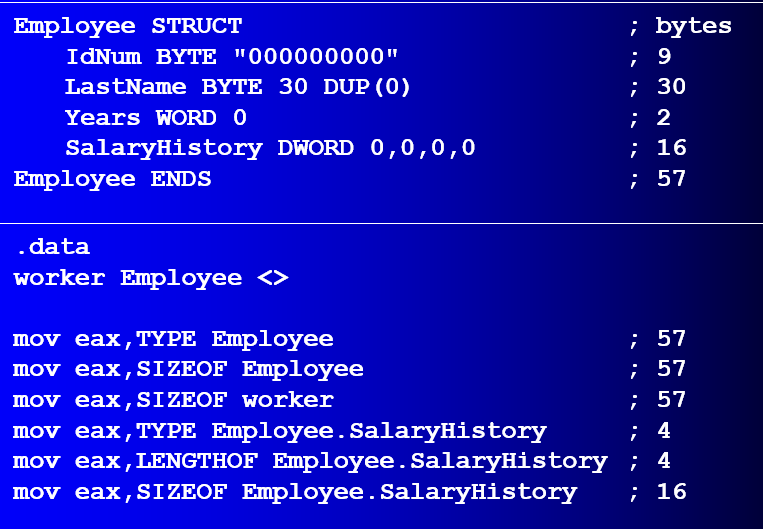 Employee STRUCT ; bytes
IdNum BYTE "000000000" ; 9
LastName BYTE 30 DUP(0) ; 30
Years WORD 0 ; 2
SalaryHistory DWORD 0,0,0,0 ; 16
Employee ENDS ; 57
.data
worker Employee <>
mov eax,TYPE Employee ; 57
mov eax,SIZEOF Employee ; 57
mov eax,SIZEOF worker ; 57
mov eax,TYPE Employee.SalaryHistory ; 4
mov eax,LENGTHOF Employee.SalaryHistory ; 4
mov eax,SIZEOF Employee.SalaryHistory ; 16